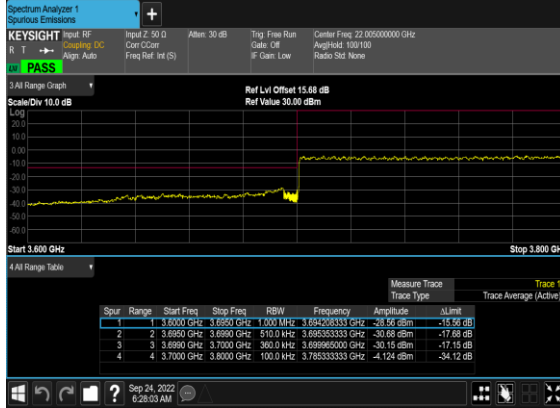 Spectrum Analyzer 1
Spurious Emissions
+
KEYSIGHT Input: RF Input Z: 50 Ω Atten: 30 dB Trig: Free Run Center Freq: 22.005000000 GHz
R T Coupling: DC Corr CCorr Gate: Off Avg|Hold: 100/100
Align: Auto Freq Ref: Int (S) IF Gain: Low Radio Std: None
PASS
3 All Range Graph
Ref Lvl Offset 15.68 dB
Scale/Div 10.0 dB Ref Value 30.00 dBm
Log
20.0
10.0
0.00
-10.0
-20.0
-30.0
-40.0
-50.0
-60.0
Start 3.600 GHz Stop 3.800 GH
4 All Range Table
Measure Trace Trace 1
Trace Type Trace Average (Active)
Spur Range Start Freq Stop Freq RBW Frequency Amplitude ΔLimit
1 1 3.6000 GHz 3.6950 GHz 1.000 MHz 3.694208333 GHz -28.56 dBm -15.56 dB
2 2 3.6950 GHz 3.6990 GHz 510.0 kHz 3.695353333 GHz -30.68 dBm -17.68 dB
3 3 3.6990 GHz 3.7000 GHz 360.0 kHz 3.699965000 GHz -30.15 dBm -17.15 dB
4 4 3.7000 GHz 3.8000 GHz 100.0 kHz 3.785333333 GHz -4.124 dBm -34.12 dB
? Sep 24, 2022
6:28:03 AM